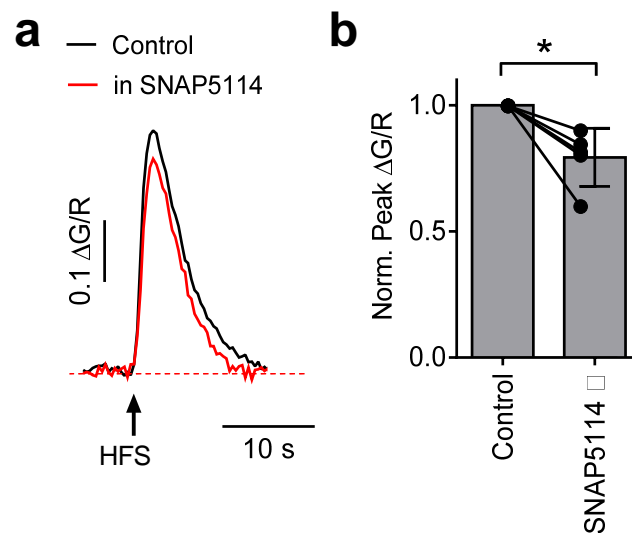 a
Control
in SNAP5114
0.1 ΔG/R
HFS
10 s
b
*
Norm. Peak ΔG/R
1.0
0.5
0.0
Control
SNAP5114 □